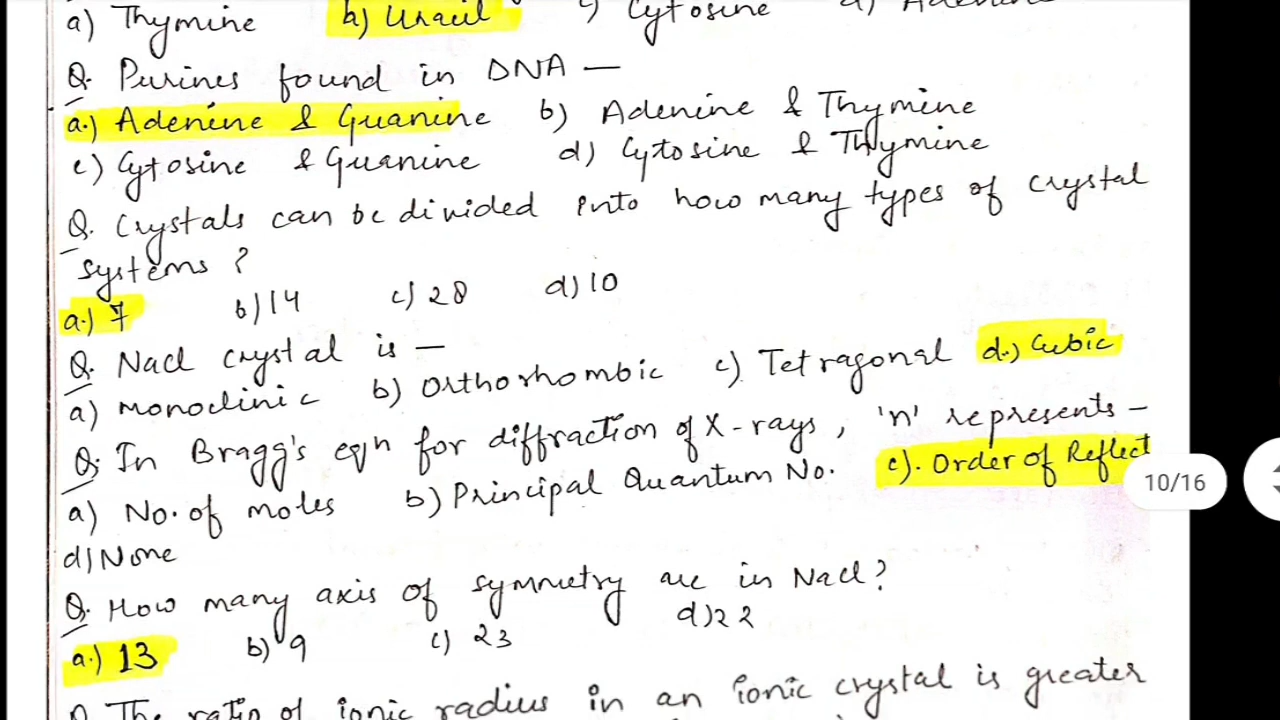 a) Thymine b) Uracil c) Cytosine d) Adenine
Q. Purines found in DNA —
a.) Adenine & Guanine b) Adenine & Thymine
c) Cytosine & Guanine d) Cytosine & Thymine
Q. Crystals can be divided into how many types of crystal
systems ?
a.) 7 b) 14 c) 28 d) 10
Q. Nacl crystal is —
a) monoclinic b) Orthorhombic c) Tetragonal d.) Cubic
Q. In Bragg's eqn for diffraction of X-rays, 'n' represents —
a) No. of moles b) Principal Quantum No. c). Order of Reflect
d) None
10/16
Q. How many axis of symmetry are in Nacl?
a.) 13 b) 9 c) 23 d) 22
Q. The ratio of ionic radius in an ionic crystal is greater